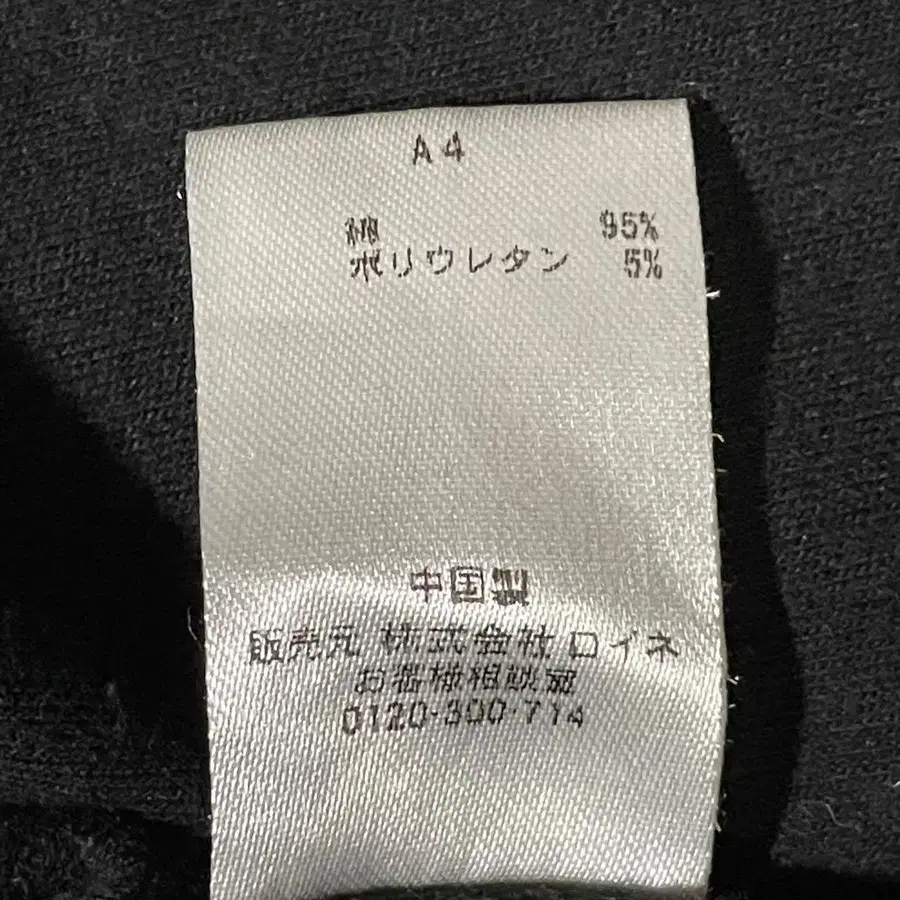 A4
綿 95%
ポリウレタン 5%
中国製
販売元 株式会社 ロイネ
お客様相談室
0120-300-714